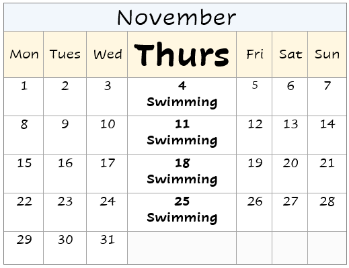 November
Mon Tues Wed Thurs Fri Sat Sun
1 2 3 4 5 6 7
Swimming
8 9 10 11 12 13 14
Swimming
15 16 17 18 19 20 21
Swimming
22 23 24 25 26 27 28
Swimming
29 30 31